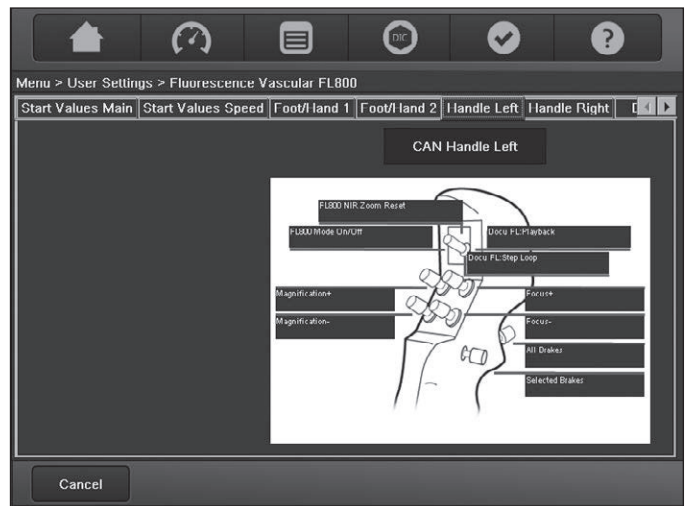 DIC
?
Menu > User Settings > Fluorescence Vascular FL800
Start Values Main Start Values Speed Foot/Hand 1 Foot/Hand 2 Handle Left Handle Right
CAN Handle Left
FL800 NIR Zoom Reset
FL800 Mode On/Off Docu FL:Playback
Docu FL:Step Loop
Magnification+ Focus+
Magnification- Focus-
All Brakes
Selected Brakes
Cancel